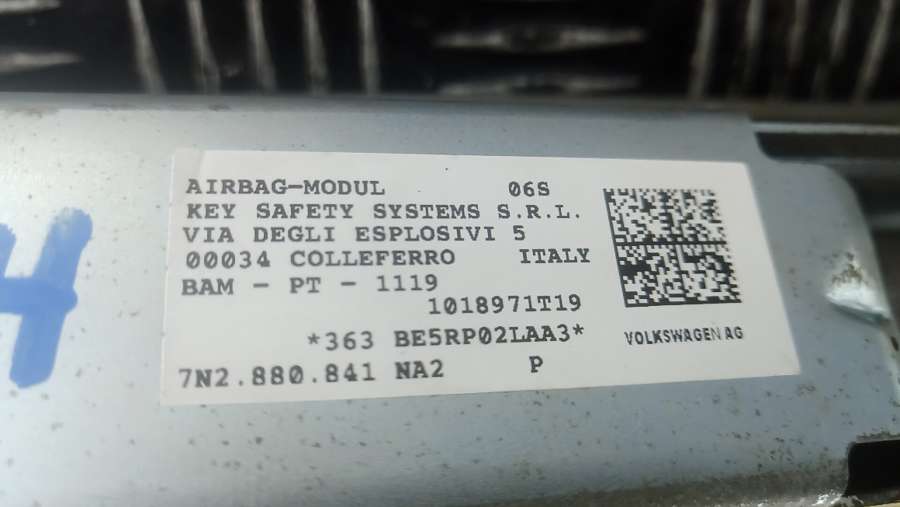 AIRBAG-MODUL 06S
KEY SAFETY SYSTEMS S.R.L.
VIA DEGLI ESPLOSIVI 5
00034 COLLEFERRO ITALY
BAM - PT - 1119
1018971T19
*363 BE5RP02LAA3*
VOLKSWAGEN AG
7N2.880.841 NA2 P
4